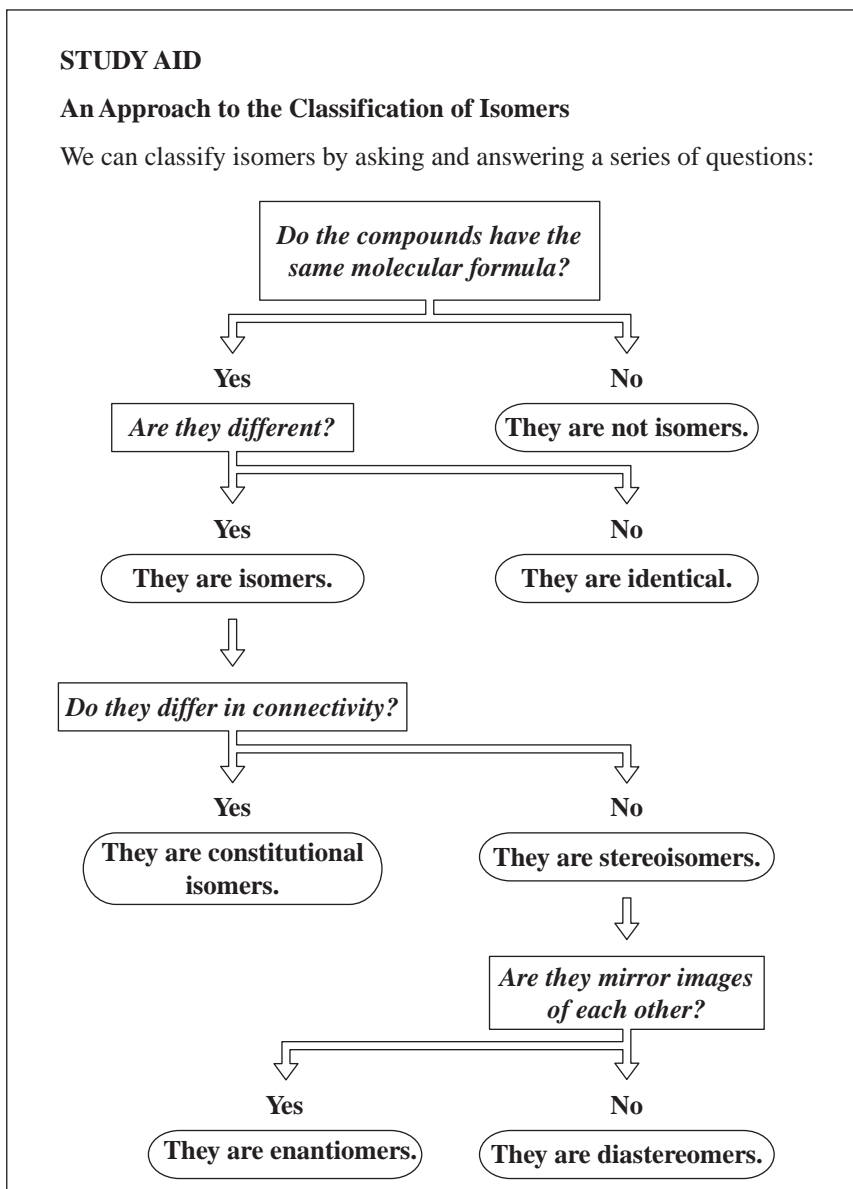 STUDY AID
An Approach to the Classification of Isomers
We can classify isomers by asking and answering a series of questions:
Do the compounds have the
same molecular formula?
Yes
No
Are they different?
They are not isomers.
Yes
No
They are isomers.
They are identical.
Do they differ in connectivity?
Yes
No
They are constitutional
isomers.
They are stereoisomers.
Are they mirror images
of each other?
Yes
No
They are enantiomers.
They are diastereomers.